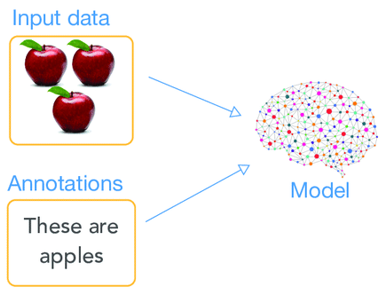 Input data
Annotations
These are
apples
Model